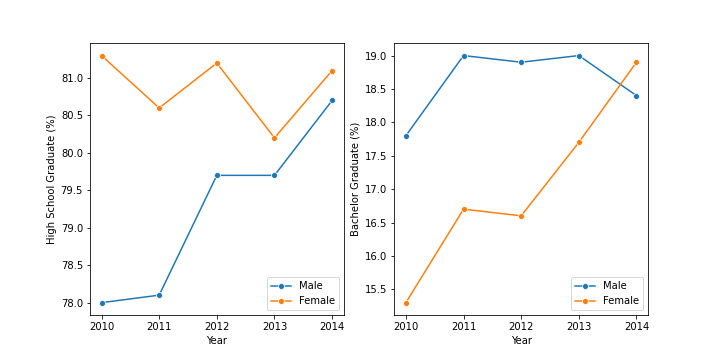 High School Graduate (%)
81.0
80.5
80.0
79.5
79.0
78.5
78.0
2010 2011 2012 2013 2014
Year
Male
Female
Bachelor Graduate (%)
19.0
18.5
18.0
17.5
17.0
16.5
16.0
15.5
2010 2011 2012 2013 2014
Year
Male
Female